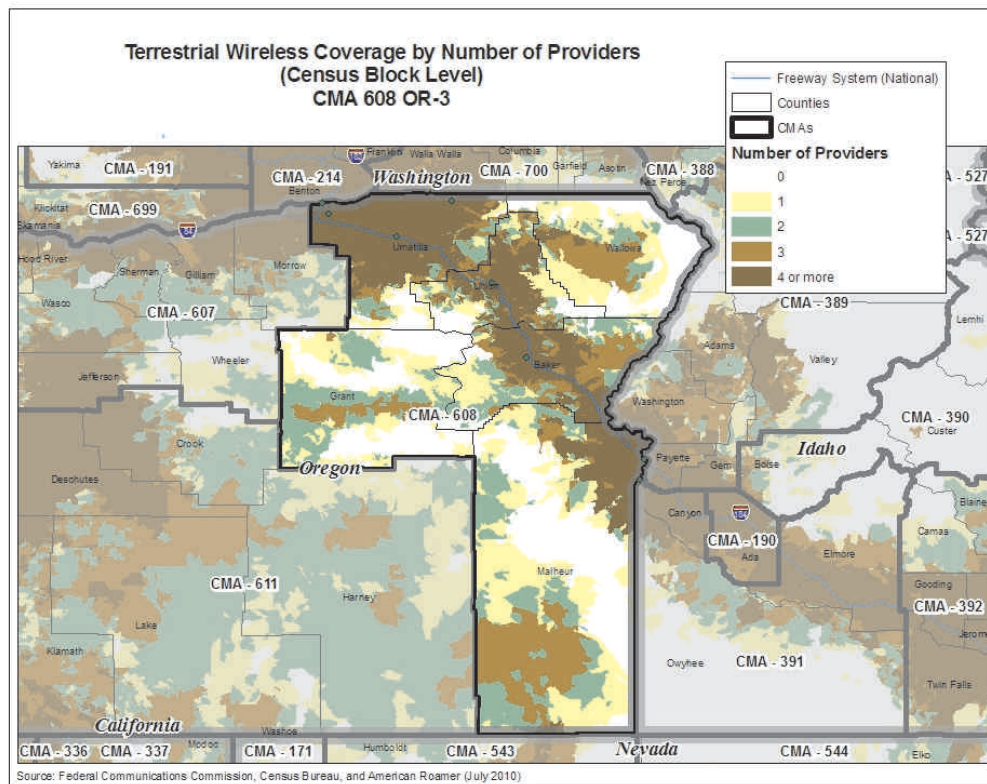 Terrestrial Wireless Coverage by Number of Providers
(Census Block Level)
CMA 608 OR-3
Freeway System (National)
Counties
CMAs
Number of Providers
0
1
2
3
4 or more
Yakima
CMA - 191
Franklin
Walla Walla
Columbia
Garfield
Asotin
CMA - 388
CMA - 214
Washington
CMA - 700
Nez Perce
Benton
Klickitat
CMA - 699
Skamania
84
CMA - 527
CMA - 527
Hood River
Sherman
Gilliam
Morrow
Umatilla
Union
Wallowa
Wasco
CMA - 607
CMA - 389
Lemhi
Wheeler
Adams
Valley
Jefferson
Baker
Grant
CMA - 608
Washington
CMA - 390
Custer
Crook
Oregon
Payette
Gem
Boise
Idaho
Deschutes
Canyon
Blaine
CMA - 190
Ada
Elmore
Camas
CMA - 611
Malheur
Harney
Gooding
CMA - 392
Lake
Jerome
Klamath
Owyhee
CMA - 391
Twin Falls
California
Washoe
CMA - 336
CMA - 337
Modoc
CMA - 171
Humboldt
CMA - 543
Nevada
CMA - 544
Elko
Source: Federal Communications Commission, Census Bureau, and American Roamer (July 2010)